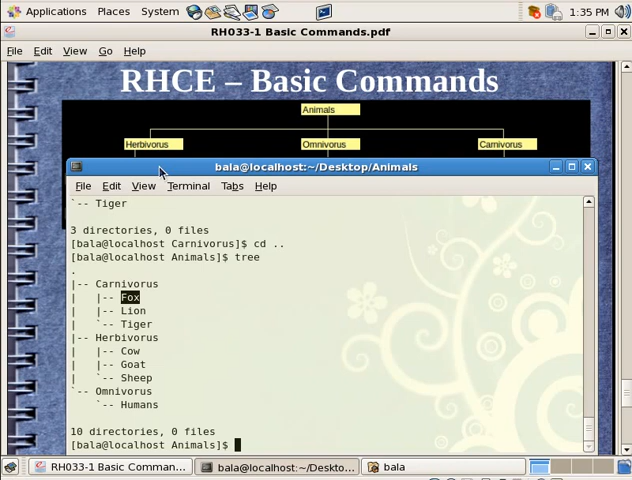 Applications Places System 1:35 PM
RH033-1 Basic Commands.pdf
File Edit View Go Help
RHCE – Basic Commands
Animals
Herbivorus Omnivorus Carnivorus
bala@localhost:~/Desktop/Animals
File Edit View Terminal Tabs Help
`-- Tiger
3 directories, 0 files
[bala@localhost Carnivorus]$ cd ..
[bala@localhost Animals]$ tree
.
|-- Carnivorus
|   |-- Fox
|   |-- Lion
|   `-- Tiger
|-- Herbivorus
|   |-- Cow
|   |-- Goat
|   `-- Sheep
`-- Omnivorus
    `-- Humans
10 directories, 0 files
[bala@localhost Animals]$
RH033-1 Basic Comman... bala@localhost:~/Deskto... bala